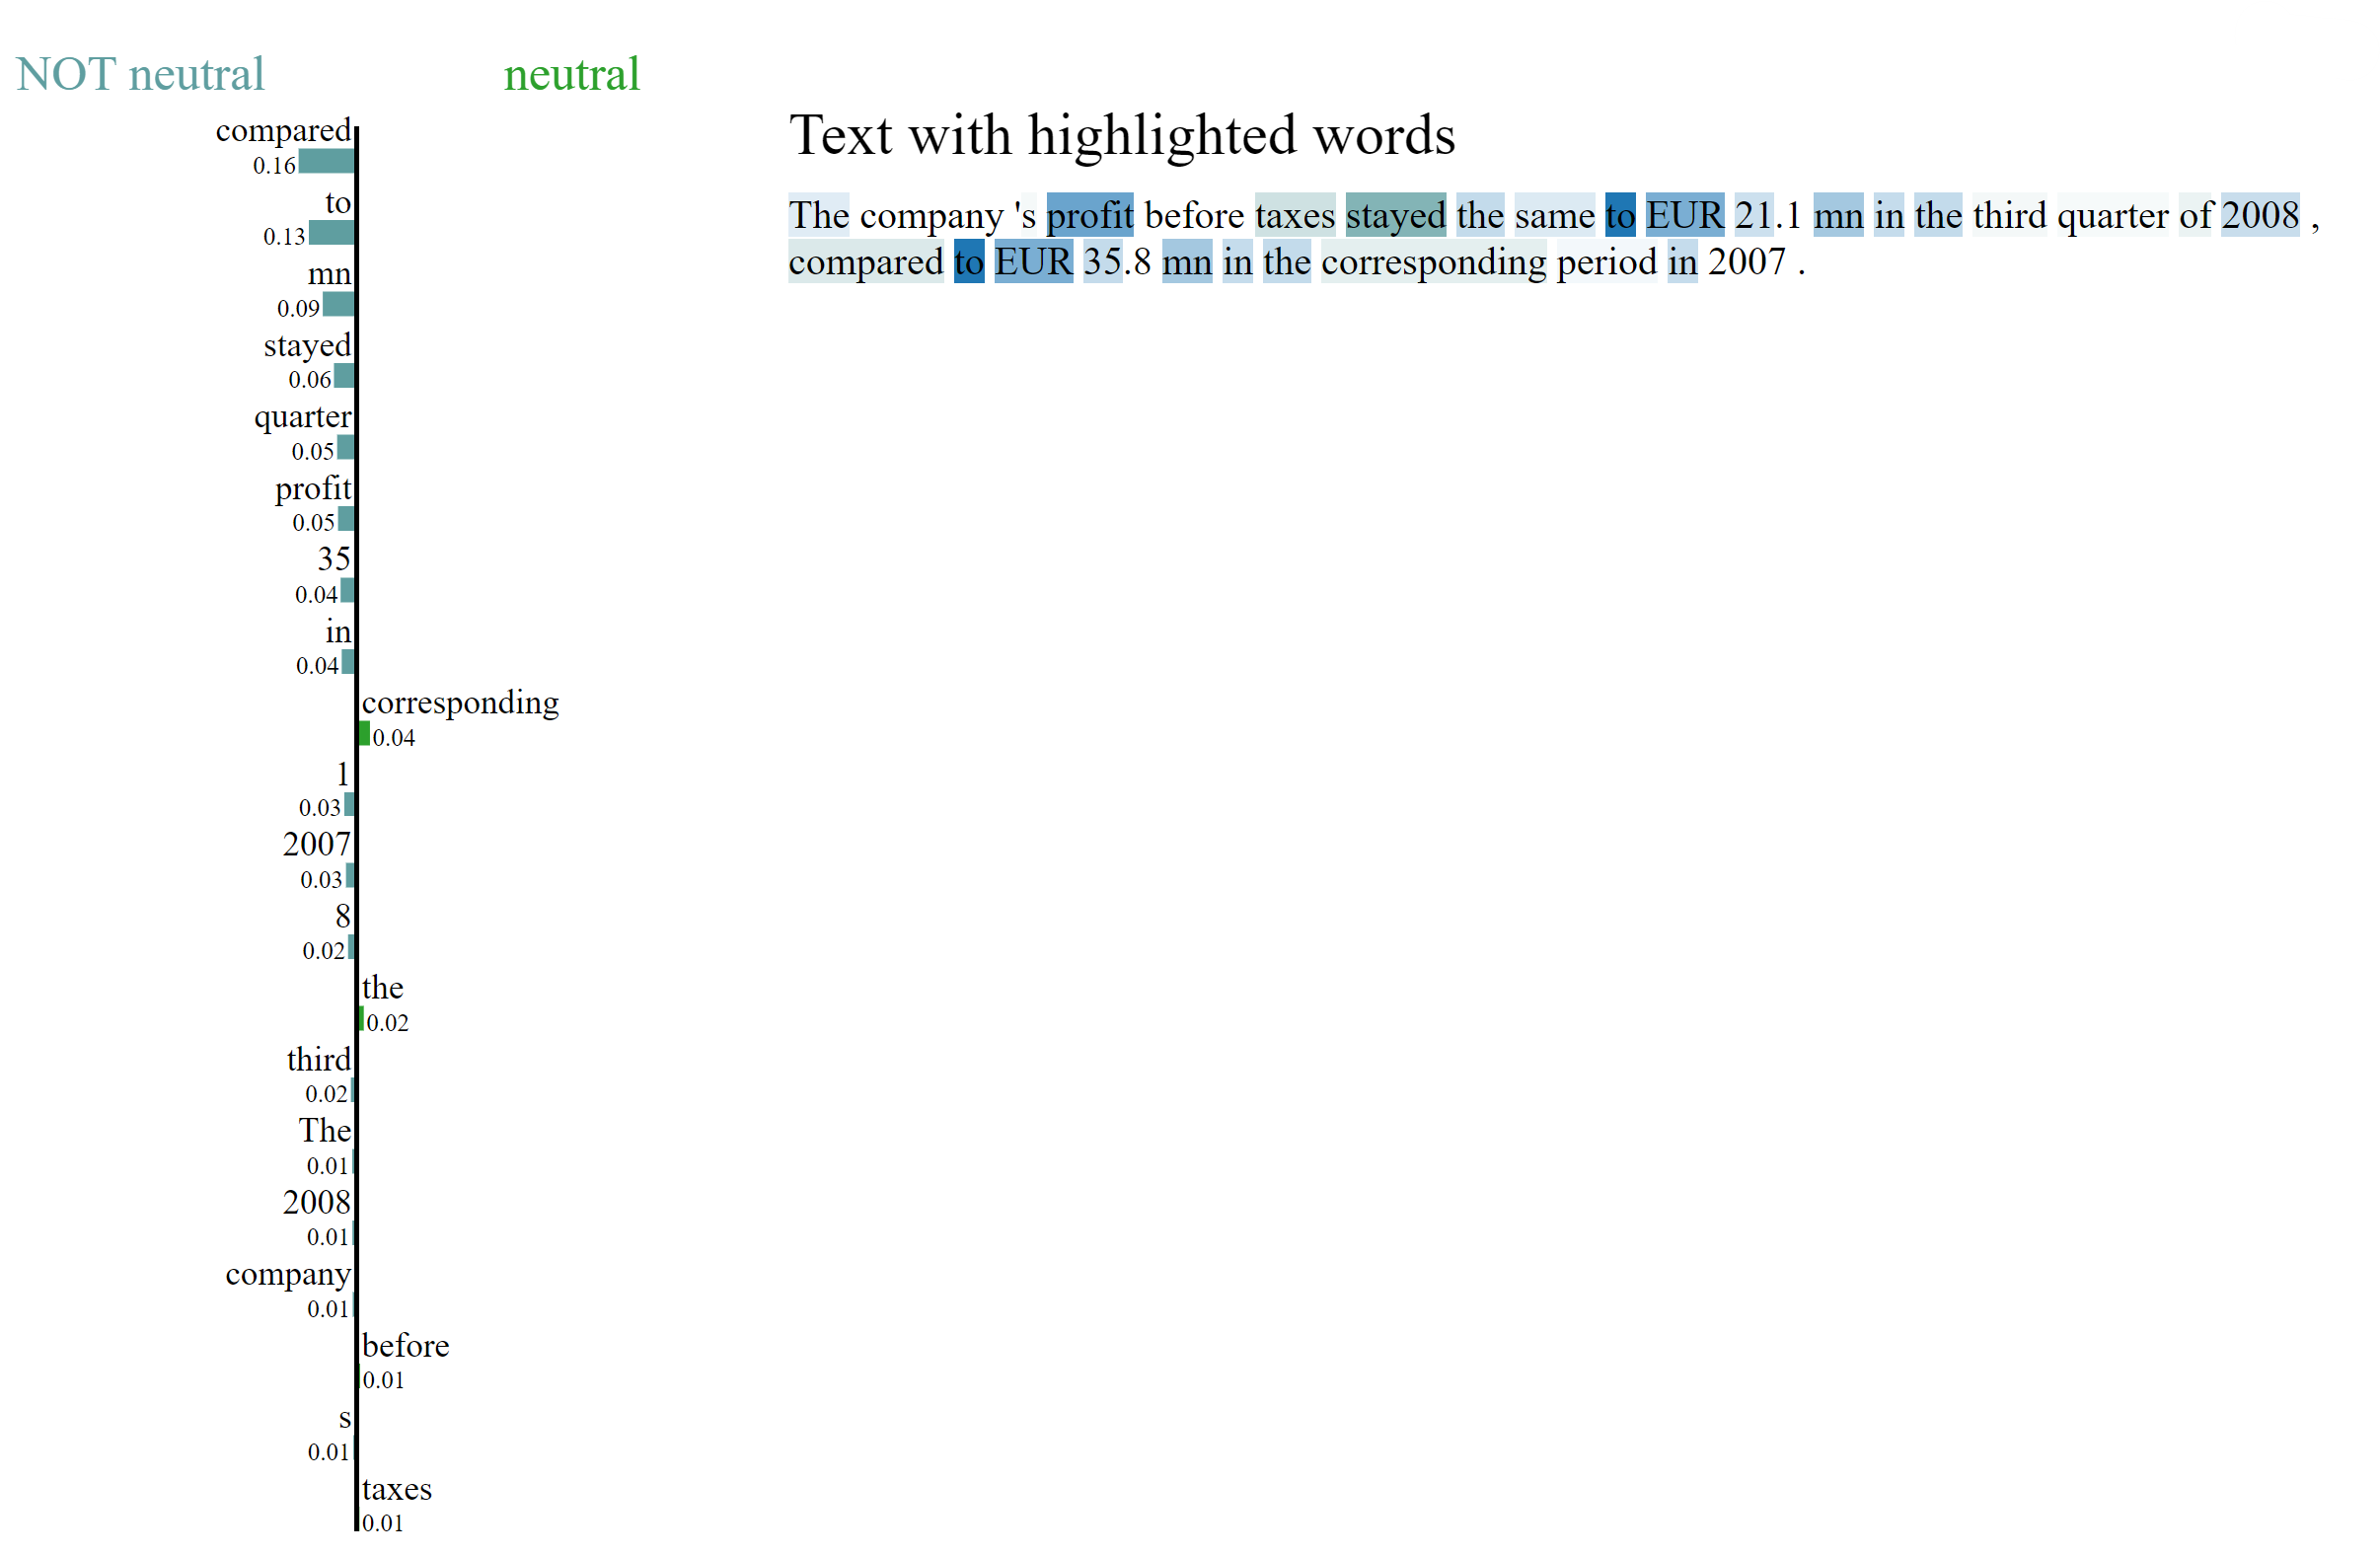 NOT neutral
neutral
compared
0.16
to
0.13
mn
0.09
stayed
0.06
quarter
0.05
profit
0.05
35
0.04
in
0.04
corresponding
0.04
1
0.03
2007
0.03
8
0.02
the
0.02
third
0.02
The
0.01
2008
0.01
company
0.01
before
0.01
s
0.01
taxes
0.01
Text with highlighted words
The company 's profit before taxes stayed the same to EUR 21.1 mn in the third quarter of 2008 ,
compared to EUR 35.8 mn in the corresponding period in 2007 .